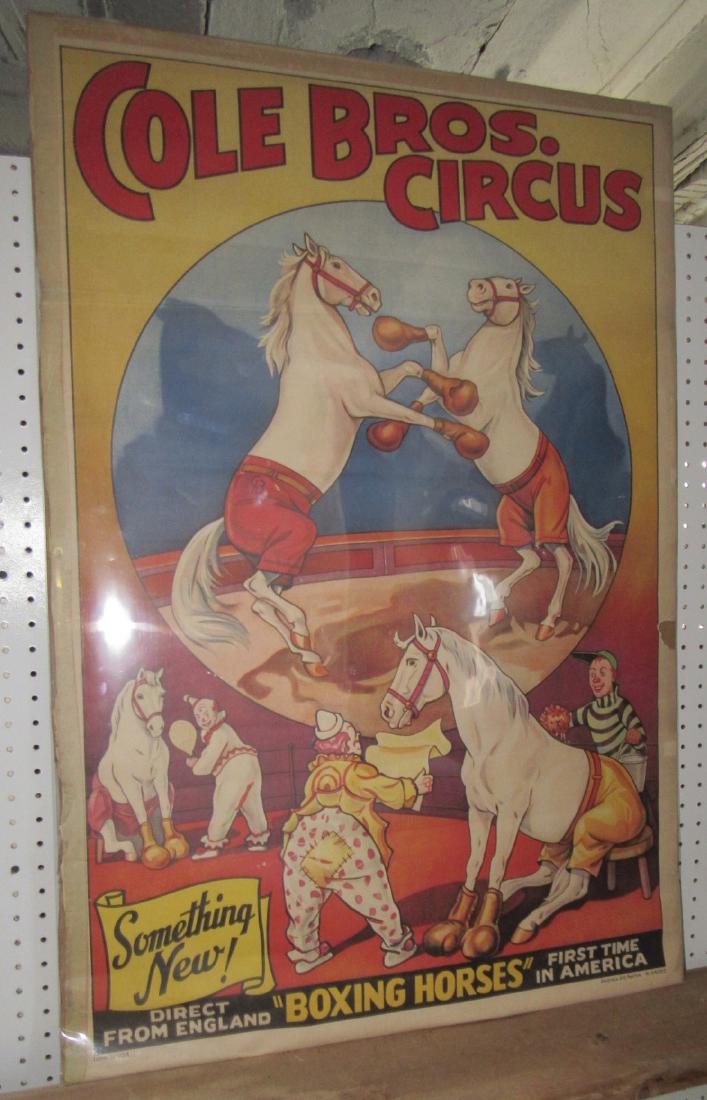 COLE BROS.
CIRCUS
Something
New!
DIRECT
FROM ENGLAND
"BOXING HORSES"
FIRST TIME
IN AMERICA